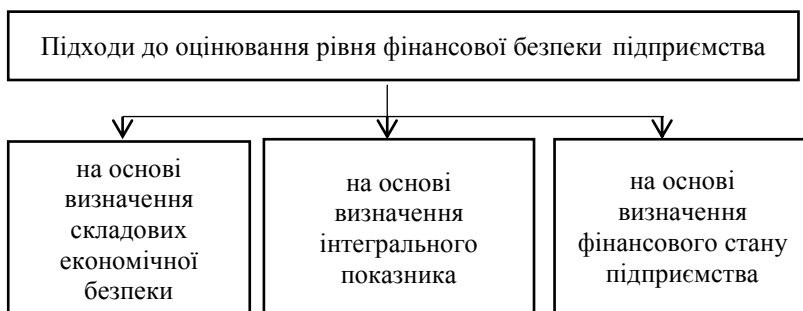 Підходи до оцінювання рівня фінансової безпеки підприємства
на основі
визначення
складових
економічної
безпеки
на основі
визначення
інтегрального
показника
на основі
визначення
фінансового стану
підприємства